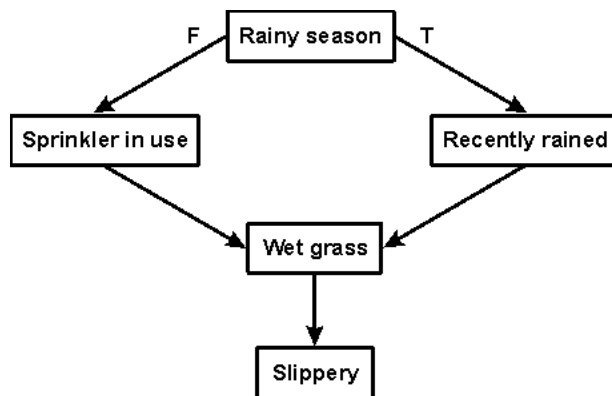 F
Rainy season
T
Sprinkler in use
Recently rained
Wet grass
Slippery